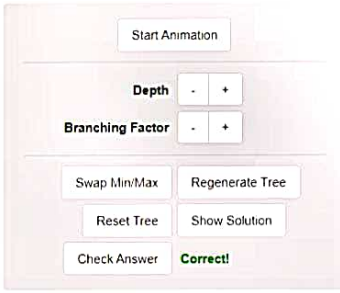 Start Animation
Depth - +
Branching Factor - +
Swap Min/Max Regenerate Tree
Reset Tree Show Solution
Check Answer Correct!